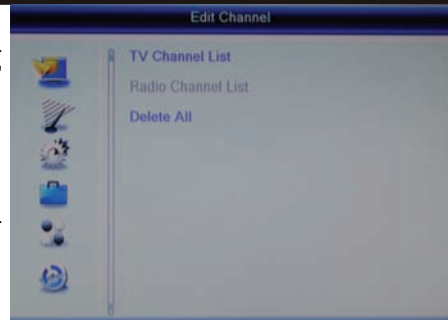 Edit Channel
TV Channel List
Radio Channel List
Delete All